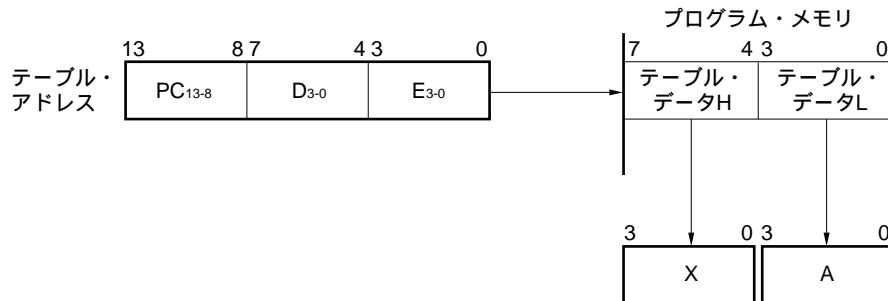 プログラム・メモリ
13 8 7 4 3 0 7 4 3 0
テーブル・
アドレス
PC13-8 D3-0 E3-0
テーブル・ テーブル・
データH データL
3 0 3 0
X A